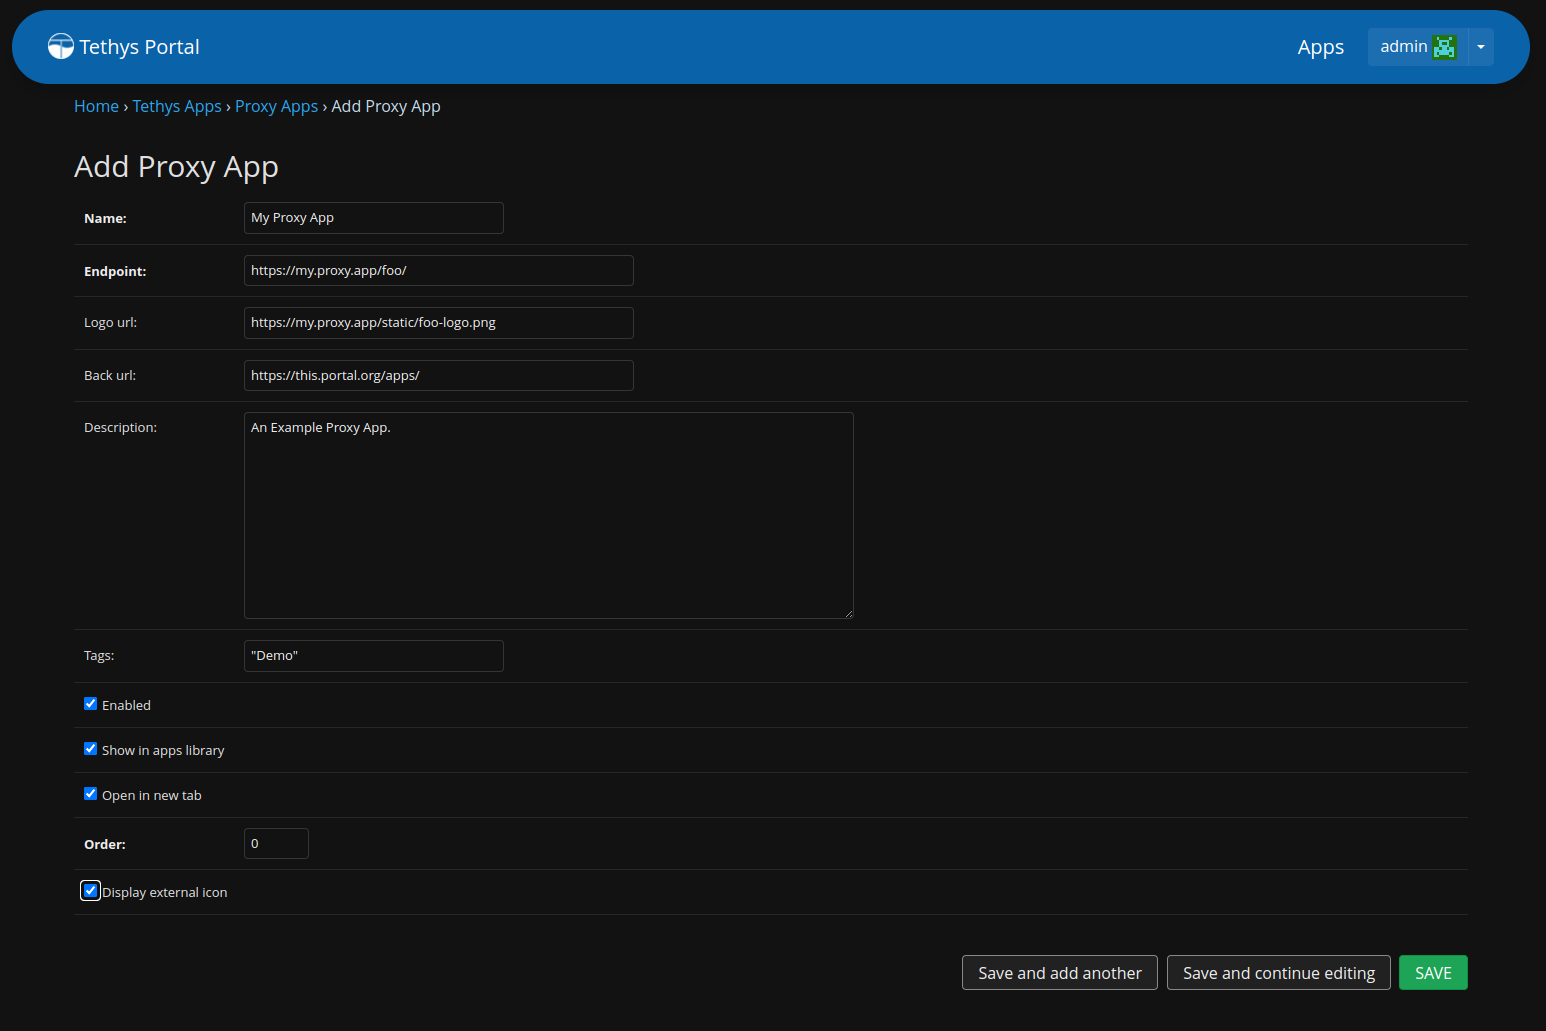 Tethys Portal
Apps
admin
Home › Tethys Apps › Proxy Apps › Add Proxy App
Add Proxy App
Name: My Proxy App
Endpoint: https://my.proxy.app/foo/
Logo url: https://my.proxy.app/static/foo-logo.png
Back url: https://this.portal.org/apps/
Description: An Example Proxy App.
Tags: "Demo"
Enabled
Show in apps library
Open in new tab
Order: 0
Display external icon
Save and add another
Save and continue editing
SAVE